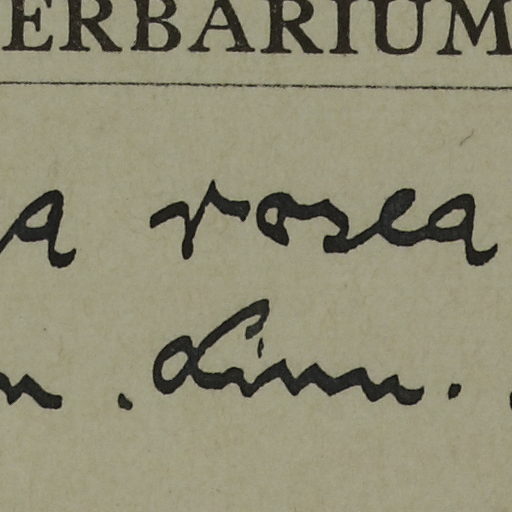 ERBARIUM
a rosea
n . Linn. .